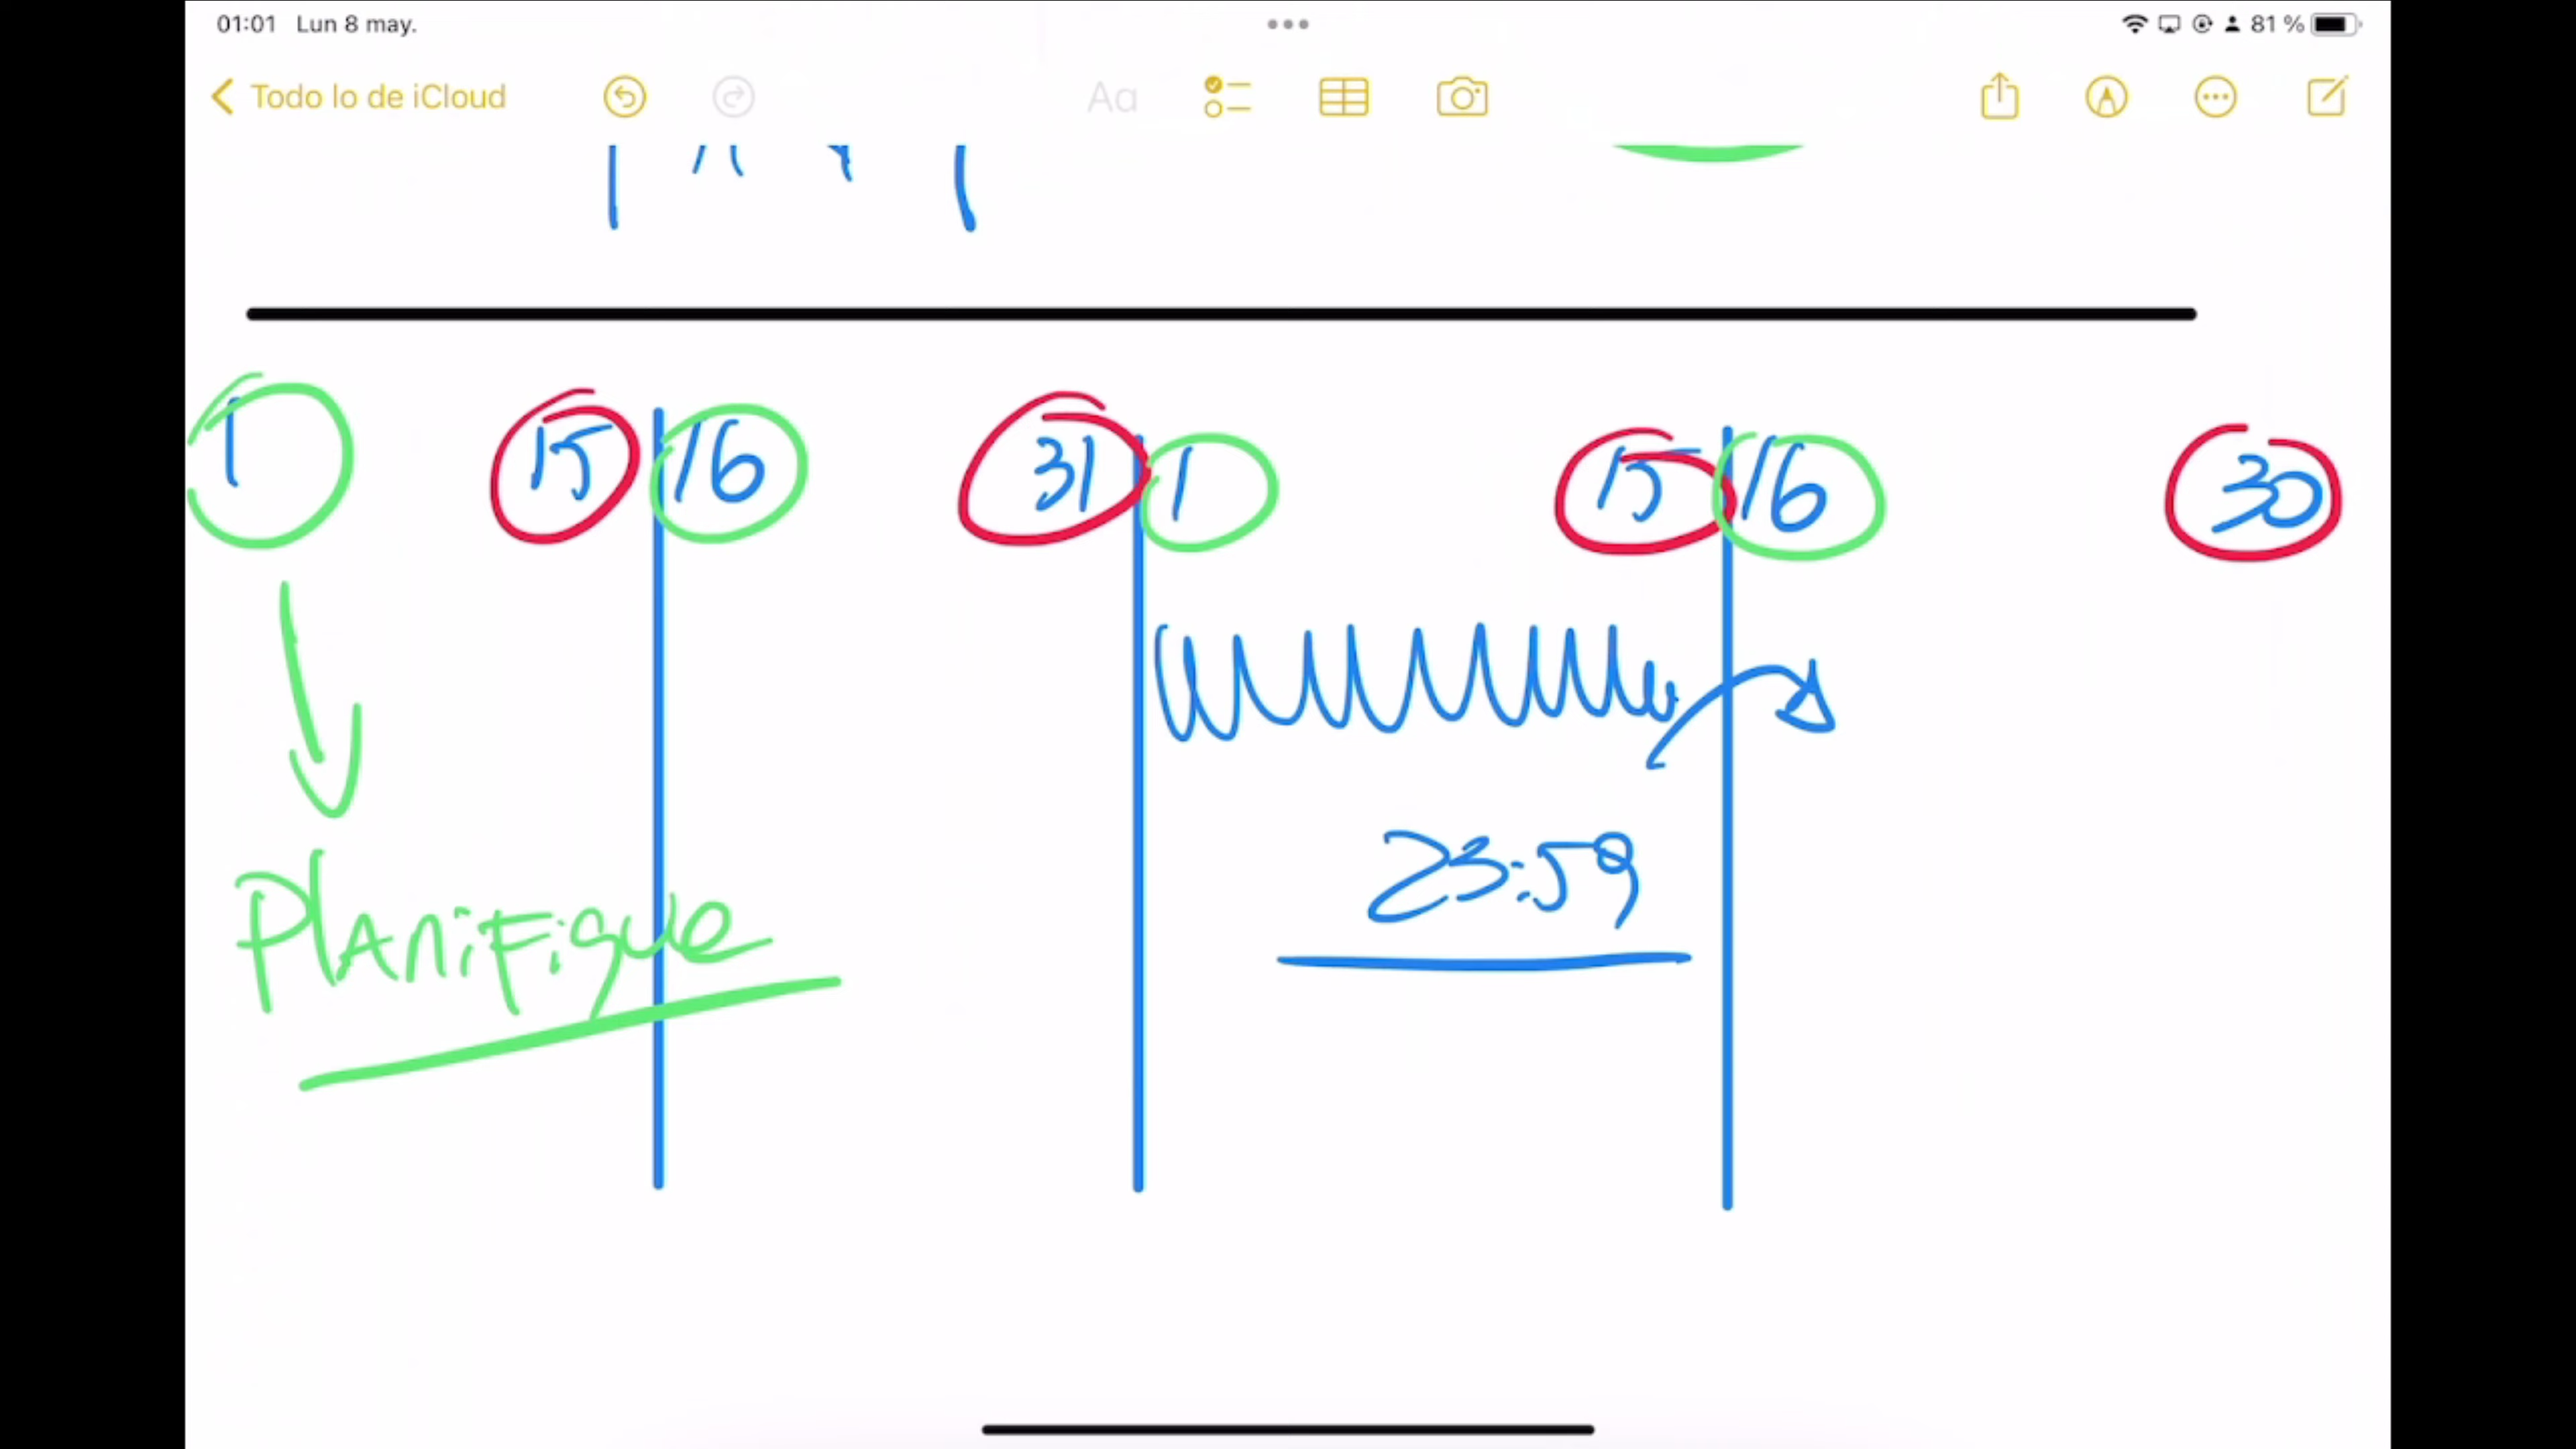 01:01 Lun 8 may.
81 %
Todo lo de iCloud
Aa
1 15 16 31 1 15 16 30
23:59
Planifique